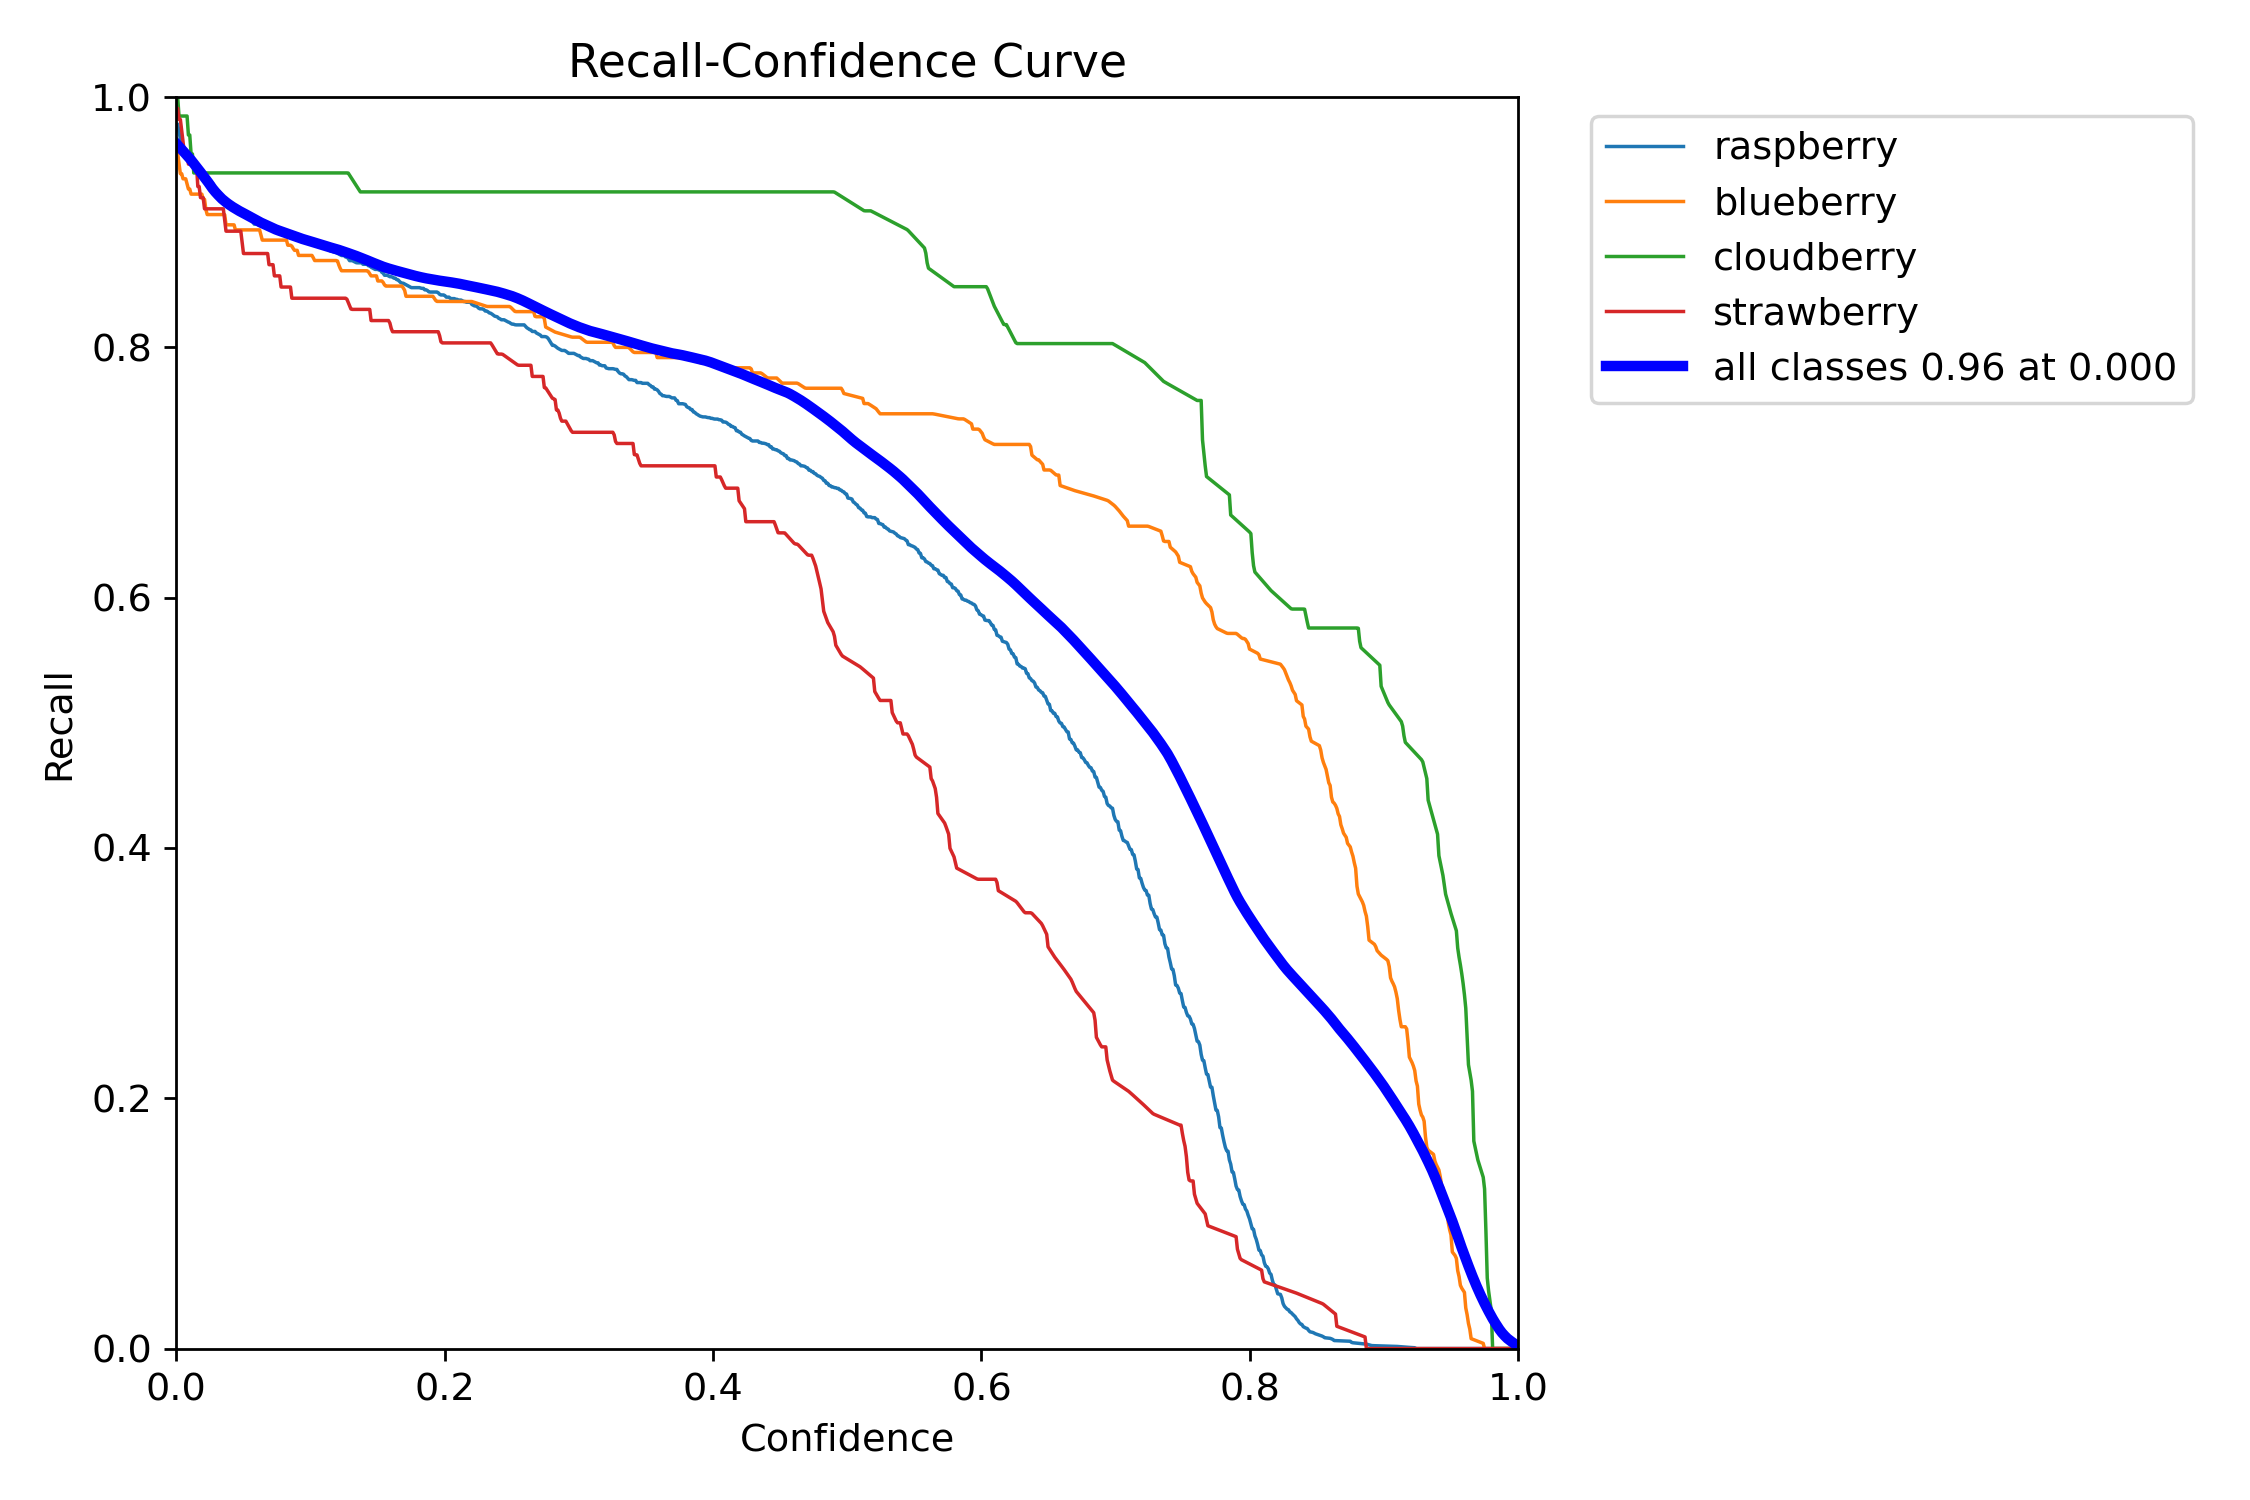 Recall-Confidence Curve
1.0
0.8
0.6
0.4
0.2
0.0
Recall
0.0 0.2 0.4 0.6 0.8 1.0
Confidence
raspberry
blueberry
cloudberry
strawberry
all classes 0.96 at 0.000